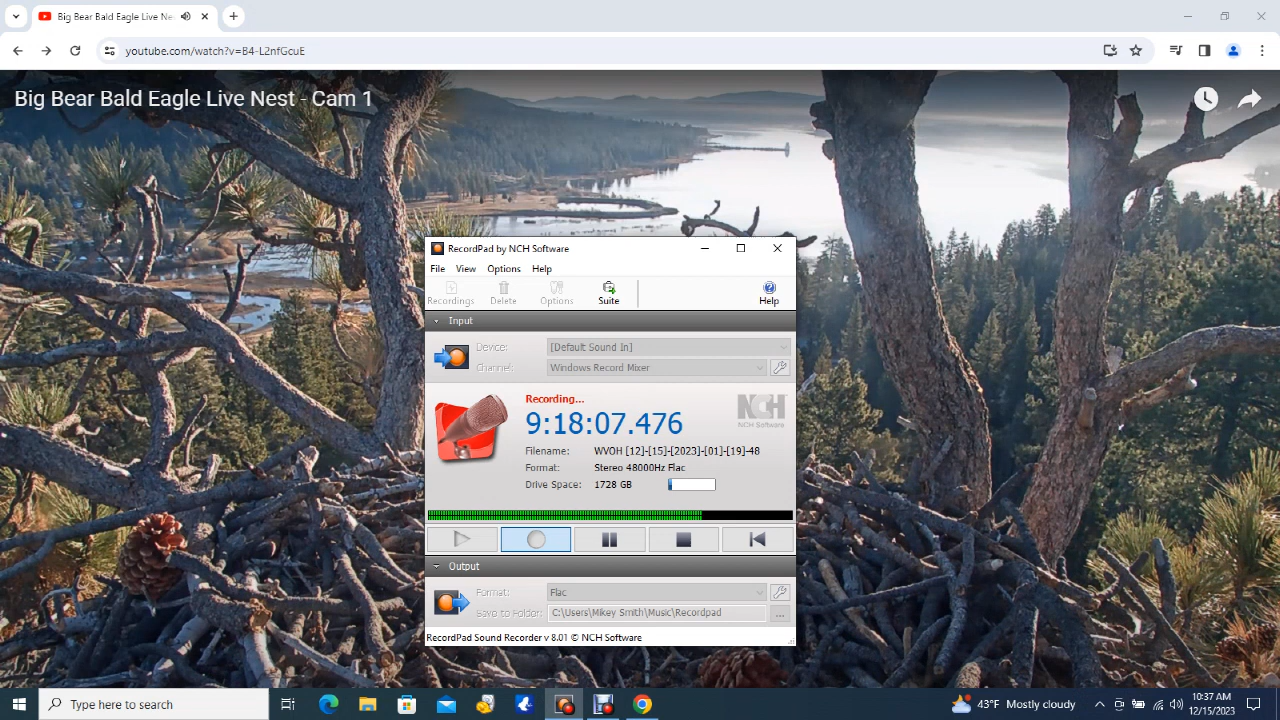 Big Bear Bald Eagle Live Ne
youtube.com/watch?v=B4-L2nfGcuE
Big Bear Bald Eagle Live Nest - Cam 1
RecordPad by NCH Software
File View Options Help
Recordings Delete Options Suite Help
Input
Device: [Default Sound In]
Channel: Windows Record Mixer
Recording...
9:18:07.476
NCH
NCH Software
Filename: WVOH [12]-[15]-[2023]-[01]-[19]-48
Format: Stereo 48000Hz Flac
Drive Space: 1728 GB
Output
Format: Flac
Save to Folder: C:\Users\Mikey Smith\Music\Recordpad
...
RecordPad Sound Recorder v 8.01 © NCH Software
Type here to search
43°F Mostly cloudy
10:37 AM
12/15/2023